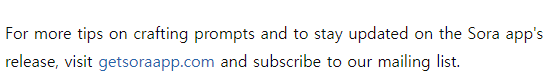 For more tips on crafting prompts and to stay updated on the Sora app's
release, visit getsoraapp.com and subscribe to our mailing list.